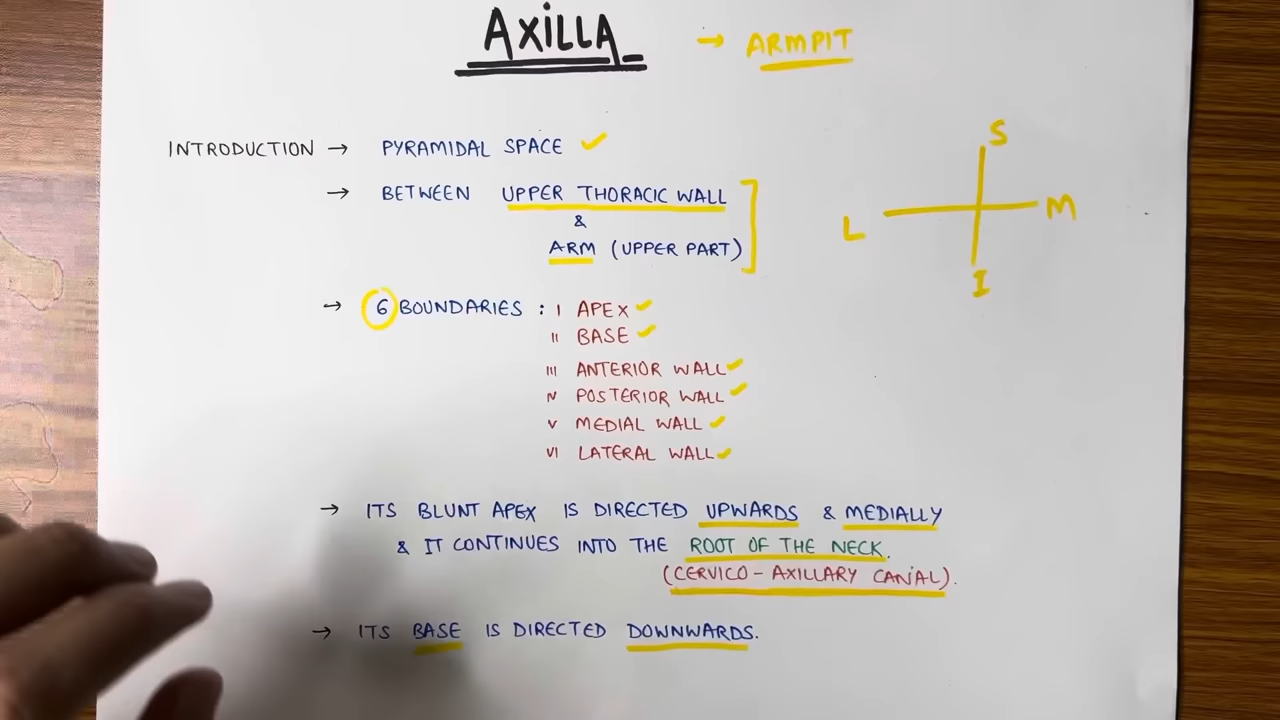 AXILLA → ARMPIT
INTRODUCTION → PYRAMIDAL SPACE ✓
→ BETWEEN UPPER THORACIC WALL
&
ARM (UPPER PART)
S
L M
I
→ 6 BOUNDARIES : I APEX ✓
II BASE ✓
III ANTERIOR WALL ✓
IV POSTERIOR WALL ✓
V MEDIAL WALL ✓
VI LATERAL WALL ✓
→ ITS BLUNT APEX IS DIRECTED UPWARDS & MEDIALLY
& IT CONTINUES INTO THE ROOT OF THE NECK.
(CERVICO - AXILLARY CANAL).
→ ITS BASE IS DIRECTED DOWNWARDS.